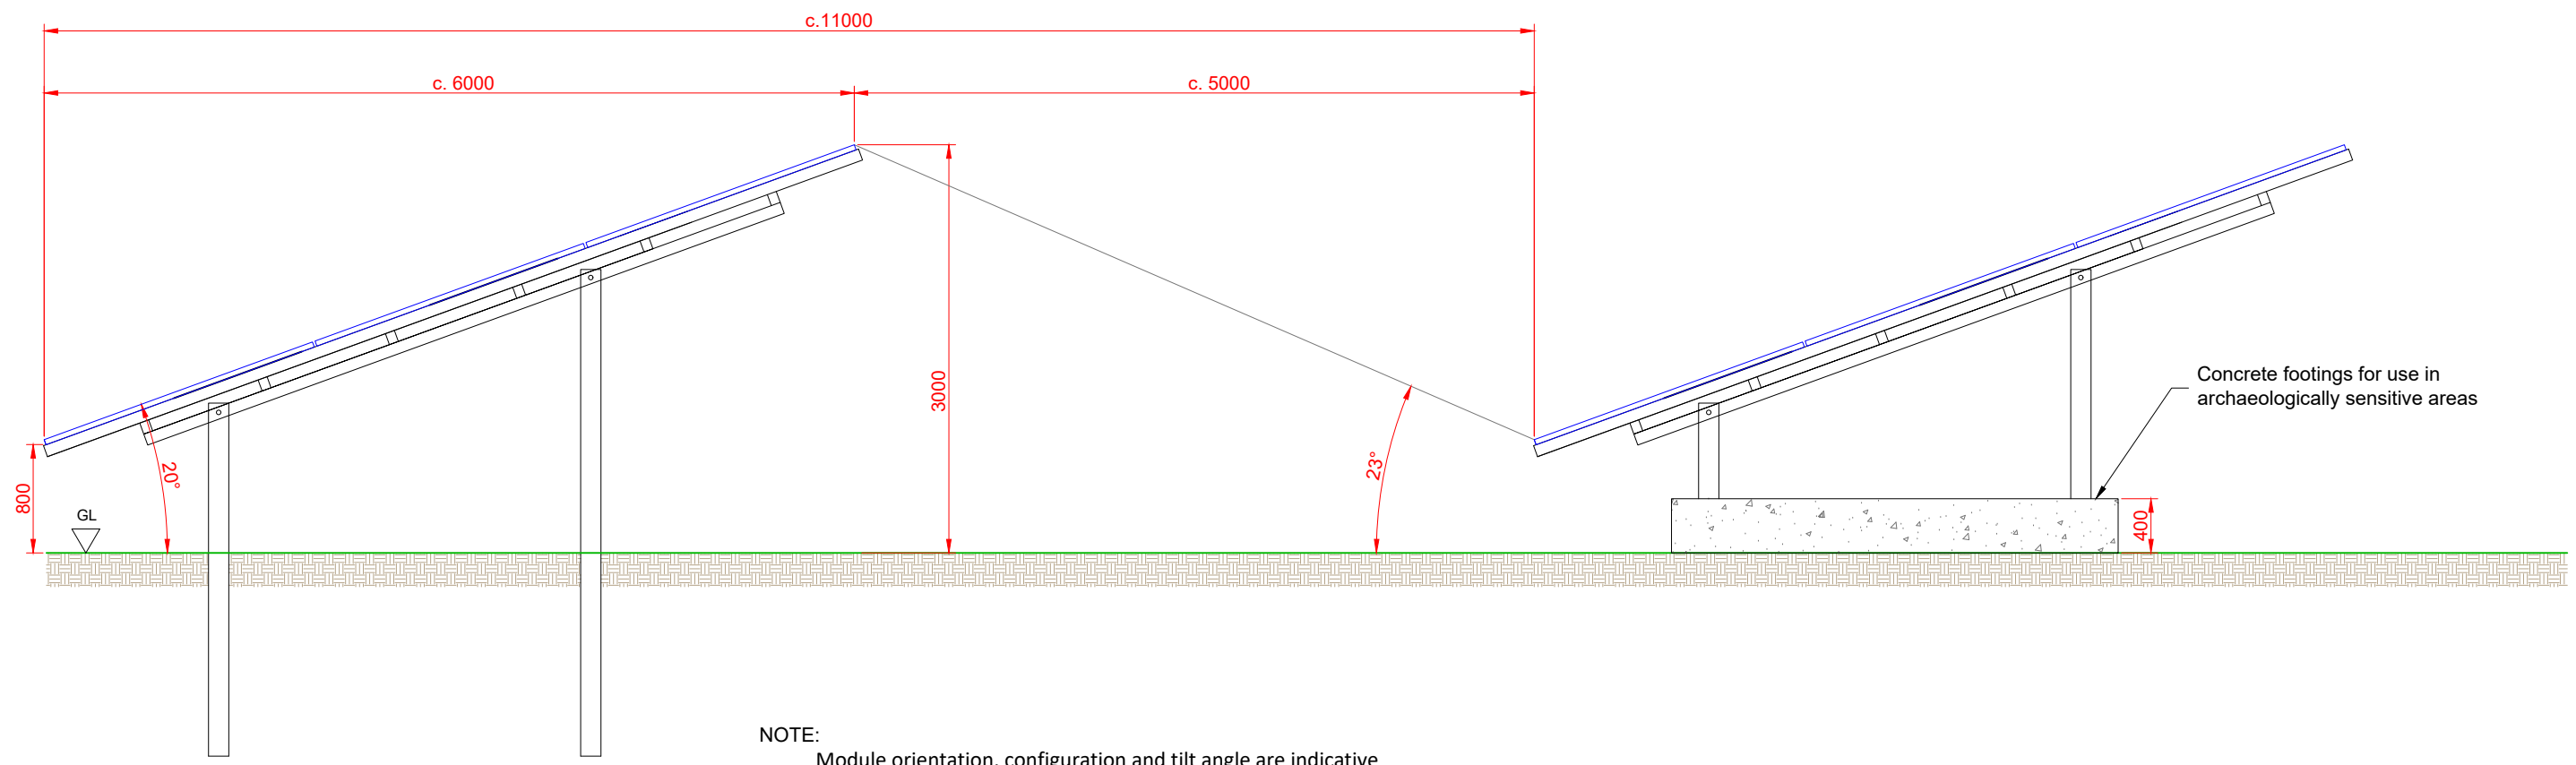 c.11000
c. 6000
c. 5000
3000
Concrete footings for use in
archaeologically sensitive areas
20°
23°
800
GL
400
NOTE:
Module orientation, configuration and tilt angle are indicative